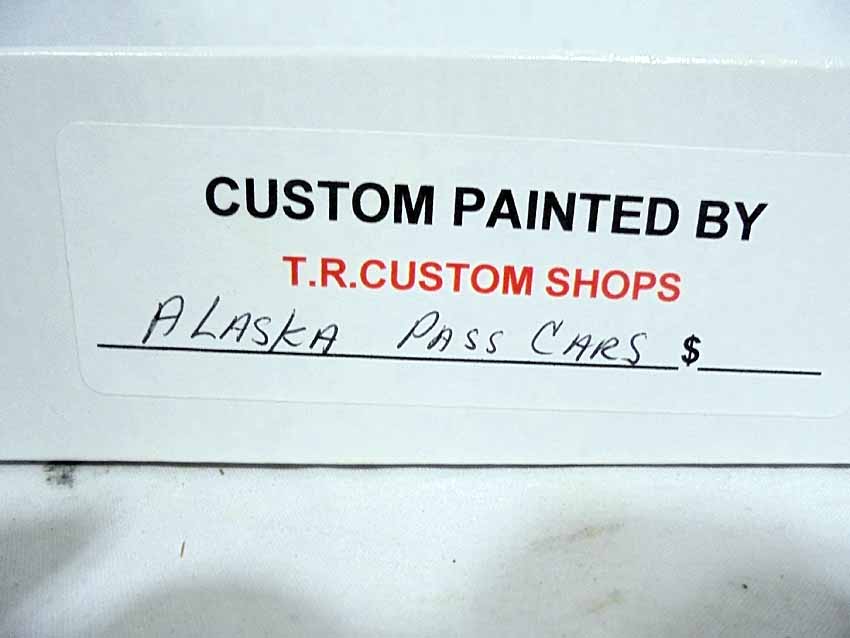 CUSTOM PAINTED BY
T.R.CUSTOM SHOPS
ALASKA PASS CARS $